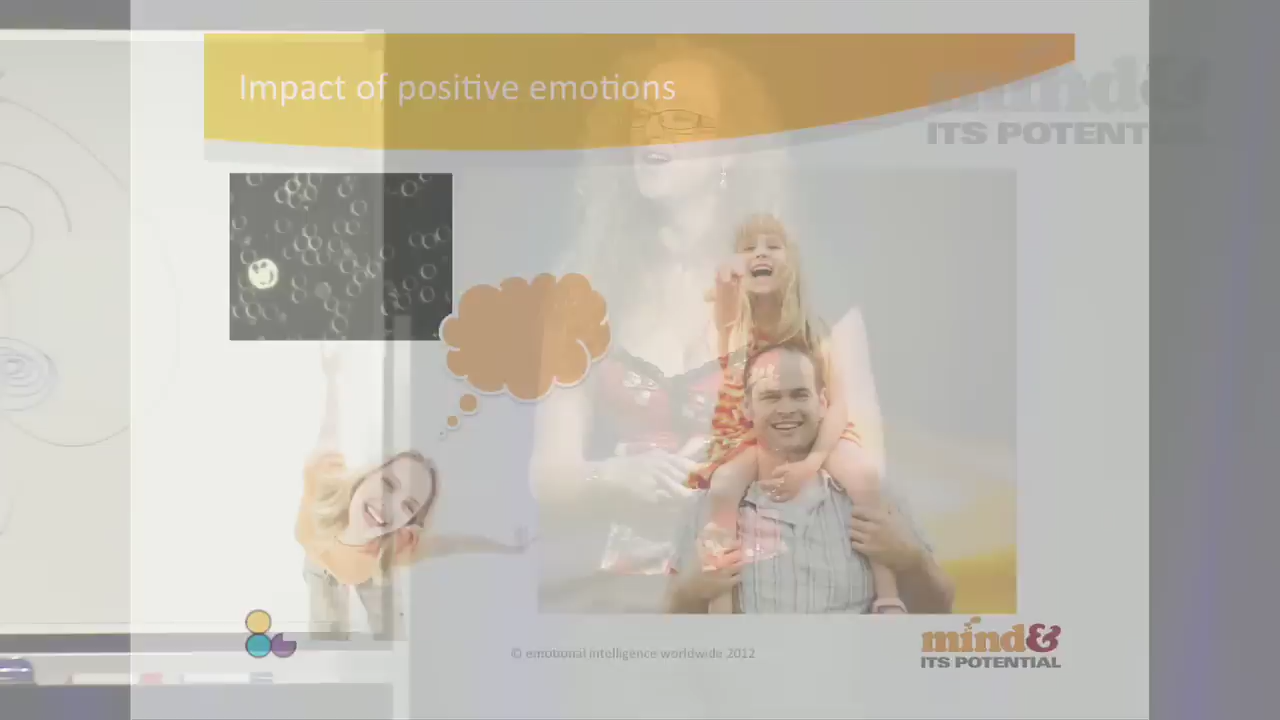 Impact of positive emotions
mind&
ITS POTENTIAL
© emotional intelligence worldwide 2012
mind&
ITS POTENTIAL